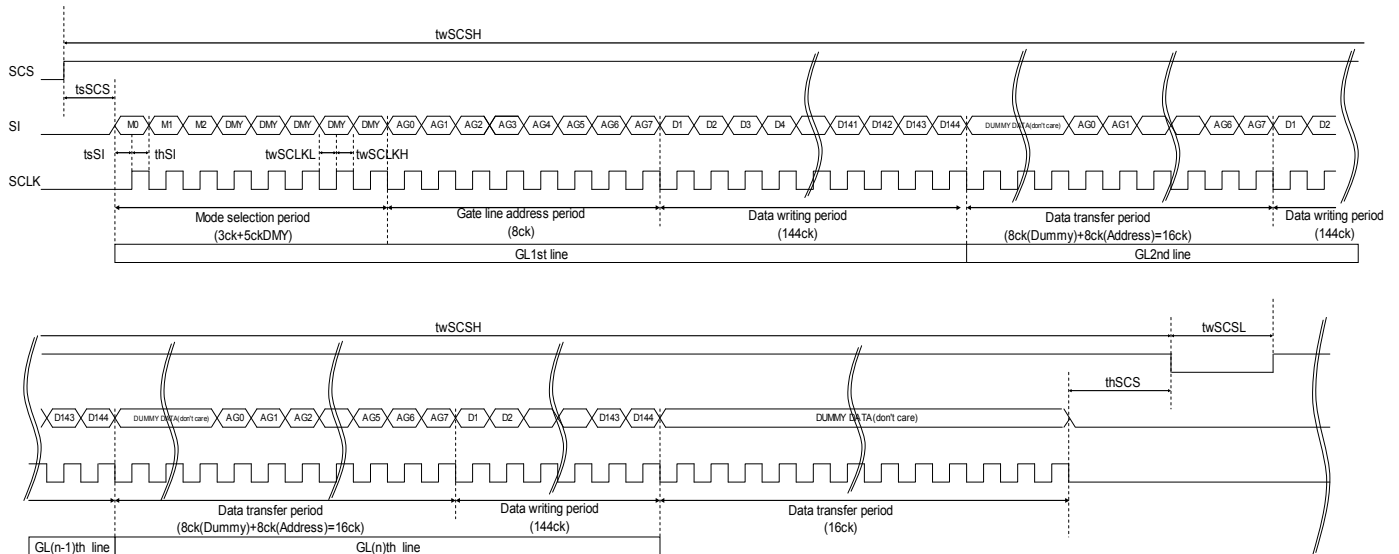 twSCSH
SCS
tsSCS
SI M0 M1 M2 DMY DMY DMY DMY DMY AG0 AG1 AG2 AG3 AG4 AG5 AG6 AG7 D1 D2 D3 D4 D141 D142 D143 D144 DUMMY DATA(don't care) AG0 AG1 AG6 AG7 D1 D2
tsSI thSI twSCLKL twSCLKH
SCLK
Mode selection period
(3ck+5ckDMY)
Gate line address period
(8ck)
Data writing period
(144ck)
Data transfer period
(8ck(Dummy)+8ck(Address)=16ck)
Data writing period
(144ck)
GL1st line
GL2nd line
twSCSH
twSCSL
thSCS
D143 D144 DUMMY DATA(don't care) AG0 AG1 AG2 AG5 AG6 AG7 D1 D2 D143 D144 DUMMY DATA(don't care)
Data transfer period
(8ck(Dummy)+8ck(Address)=16ck)
Data writing period
(144ck)
Data transfer period
(16ck)
GL(n-1)th line
GL(n)th line